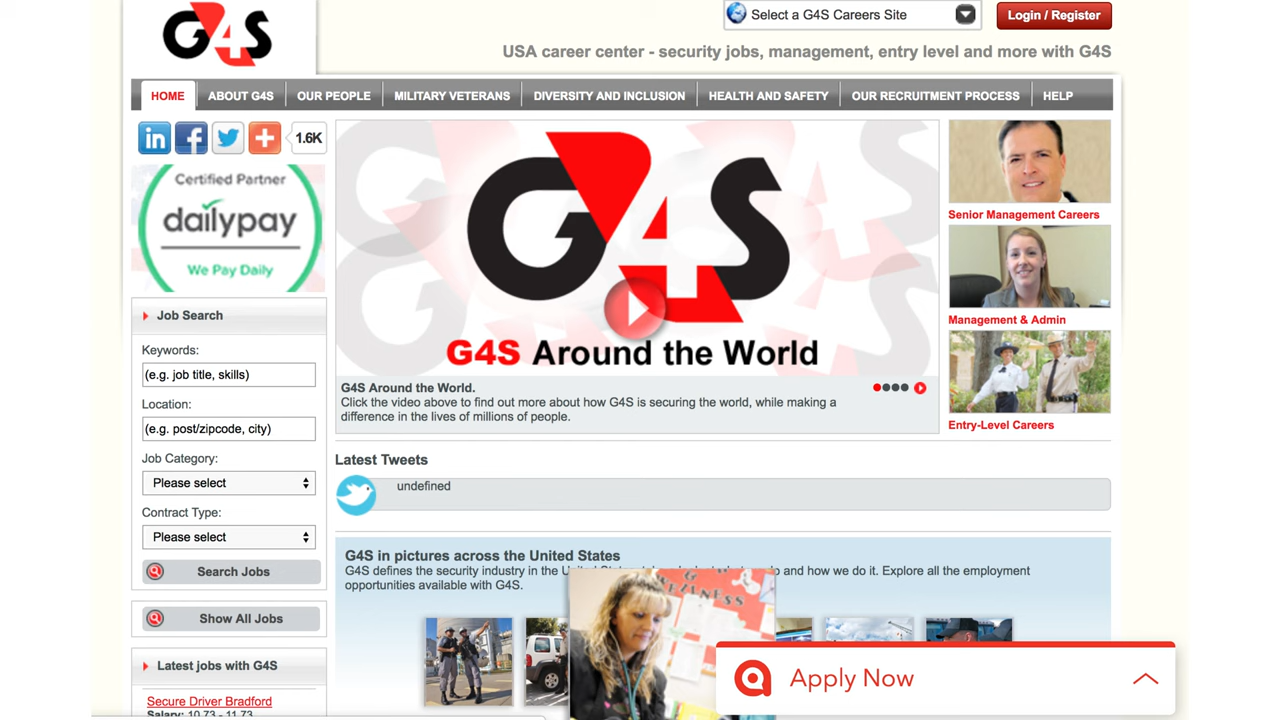 G4S
Select a G4S Careers Site
Login / Register
USA career center - security jobs, management, entry level and more with G4S
HOME
ABOUT G4S
OUR PEOPLE
MILITARY VETERANS
DIVERSITY AND INCLUSION
HEALTH AND SAFETY
OUR RECRUITMENT PROCESS
HELP
in
f
1.6K
Certified Partner
dailypay
We Pay Daily
Job Search
Keywords:
(e.g. job title, skills)
Location:
(e.g. post/zipcode, city)
Job Category:
Please select
Contract Type:
Please select
Search Jobs
Show All Jobs
Latest jobs with G4S
Secure Driver Bradford
Salary: 10.73 - 11.73
G4S
G4S Around the World
G4S Around the World.
Click the video above to find out more about how G4S is securing the world, while making a
difference in the lives of millions of people.
Senior Management Careers
Management & Admin
Entry-Level Careers
Latest Tweets
undefined
G4S in pictures across the United States
G4S defines the security industry in the and how we do it. Explore all the employment
opportunities available with G4S.
Apply Now